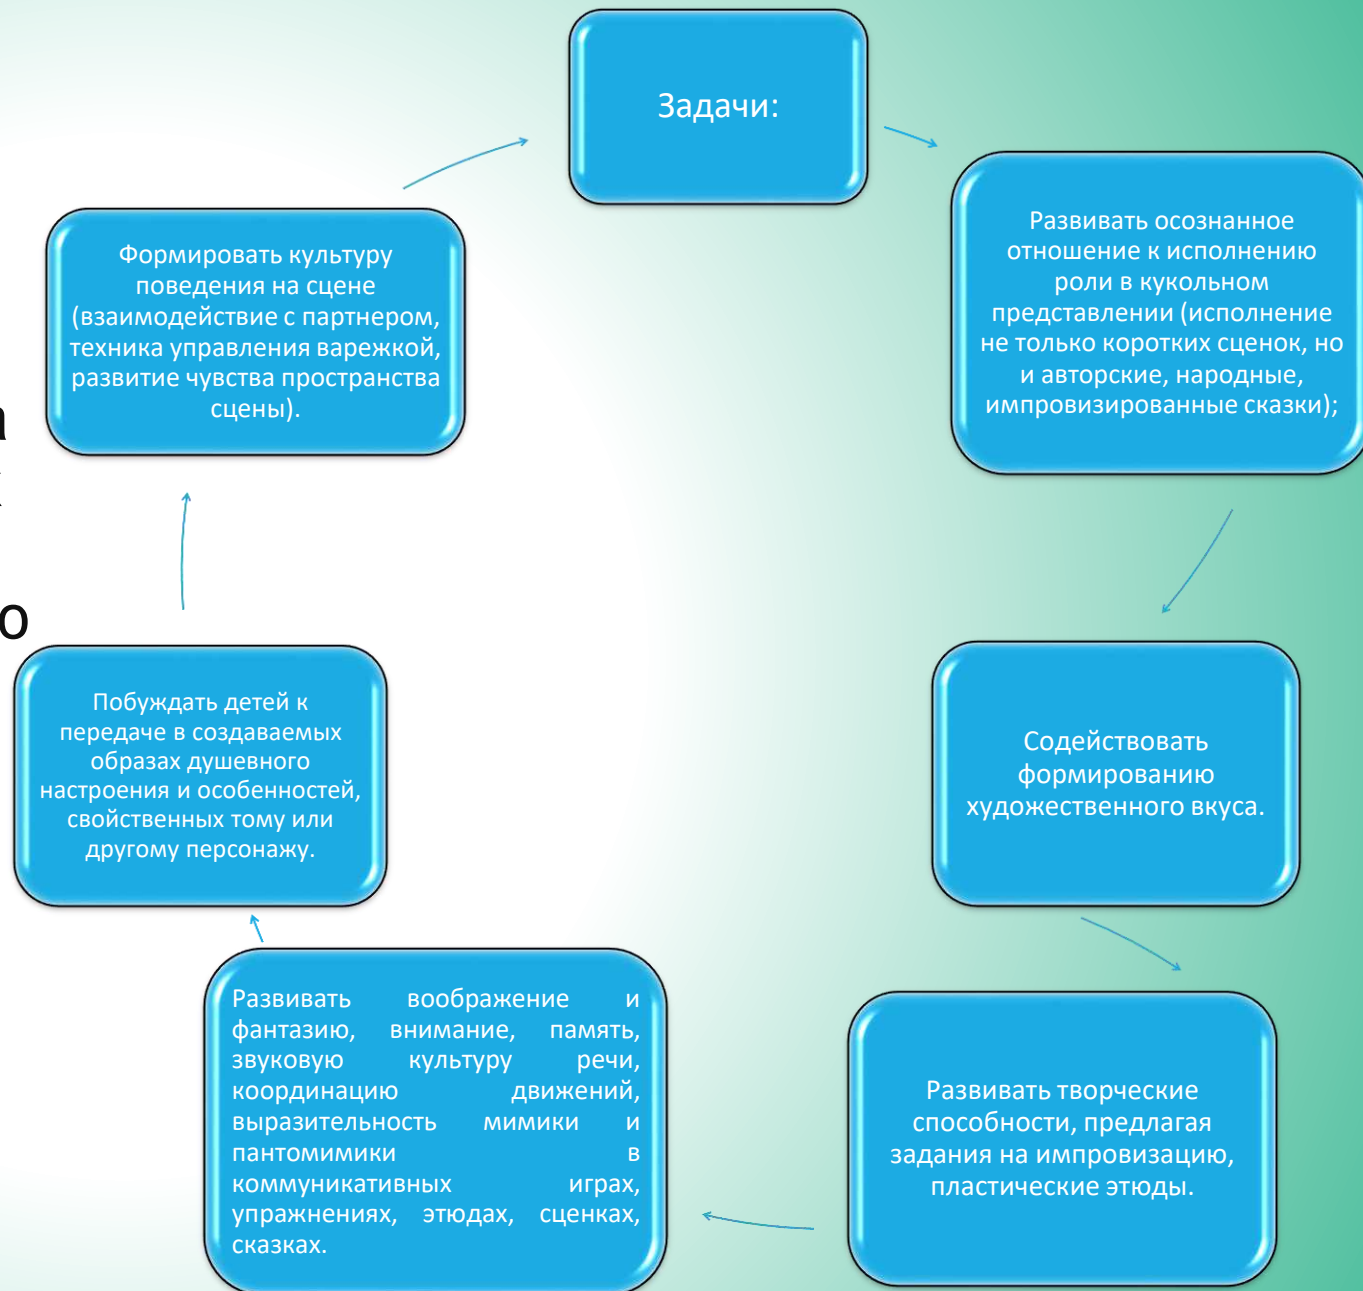 Задачи:
Развивать осознанное
отношение к исполнению
роли в кукольном
представлении (исполнение
не только коротких сценок, но
и авторские, народные,
импровизированные сказки);
Содействовать
формированию
художественного вкуса.
Развивать творческие
способности, предлагая
задания на импровизацию,
пластические этюды.
Развивать воображение и
фантазию, внимание, память,
звуковую культуру речи,
координацию движений,
выразительность мимики и
пантомимики в
коммуникативных играх,
упражнениях, этюдах, сценках,
сказках.
Побуждать детей к
передаче в создаваемых
образах душевного
настроения и особенностей,
свойственных тому или
другому персонажу.
Формировать культуру
поведения на сцене
(взаимодействие с партнером,
техника управления варежкой,
развитие чувства пространства
сцены).